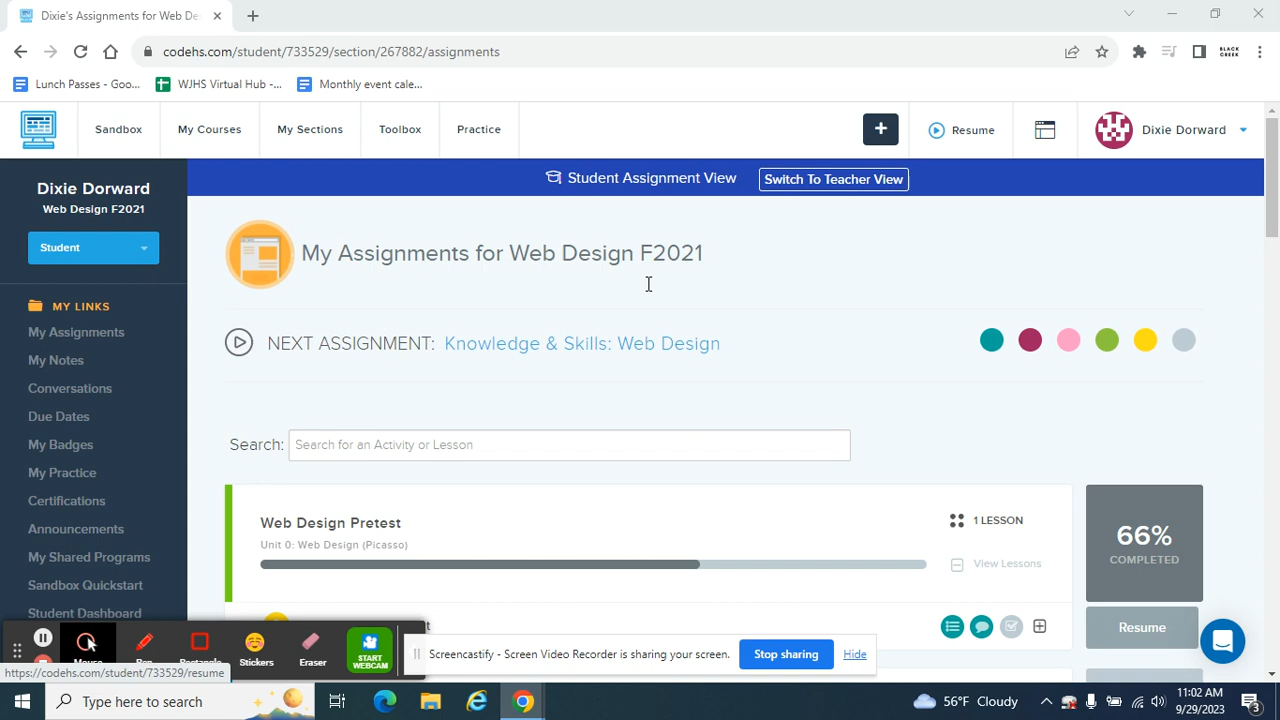 Dixie's Assignments for Web De
codehs.com/student/733529/section/267882/assignments
BLACK CREEK
Lunch Passes - Goo...
WJHS Virtual Hub -...
Monthly event cale...
Sandbox
My Courses
My Sections
Toolbox
Practice
+
Resume
Dixie Dorward
Dixie Dorward
Web Design F2021
Student
Student Assignment View
Switch To Teacher View
My Assignments for Web Design F2021
MY LINKS
My Assignments
My Notes
Conversations
Due Dates
My Badges
My Practice
Certifications
Announcements
My Shared Programs
Sandbox Quickstart
Student Dashboard
NEXT ASSIGNMENT: Knowledge & Skills: Web Design
Search: Search for an Activity or Lesson
Web Design Pretest
Unit 0: Web Design (Picasso)
1 LESSON
View Lessons
66%
COMPLETED
Resume
Mouse
Pen
Rectangle
Stickers
Eraser
START WEBCAM
Screencastify - Screen Video Recorder is sharing your screen.
Stop sharing
Hide
https://codehs.com/student/733529/resume
Type here to search
56°F Cloudy
11:02 AM
9/29/2023
3